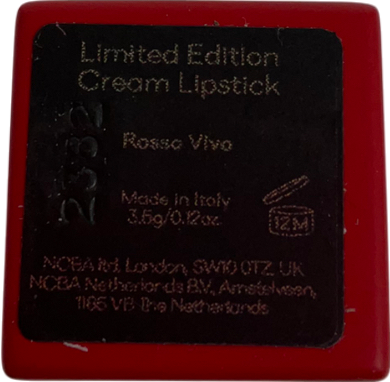 Limited Edition
Cream Lipstick
Rosso Vivo
2332
Made in Italy
3.5g/0.12oz.
12M
NCBA ltd. London, SW10 0TZ, UK
NCBA Netherlands B.V., Amstelveen,
1185 VB the Netherlands